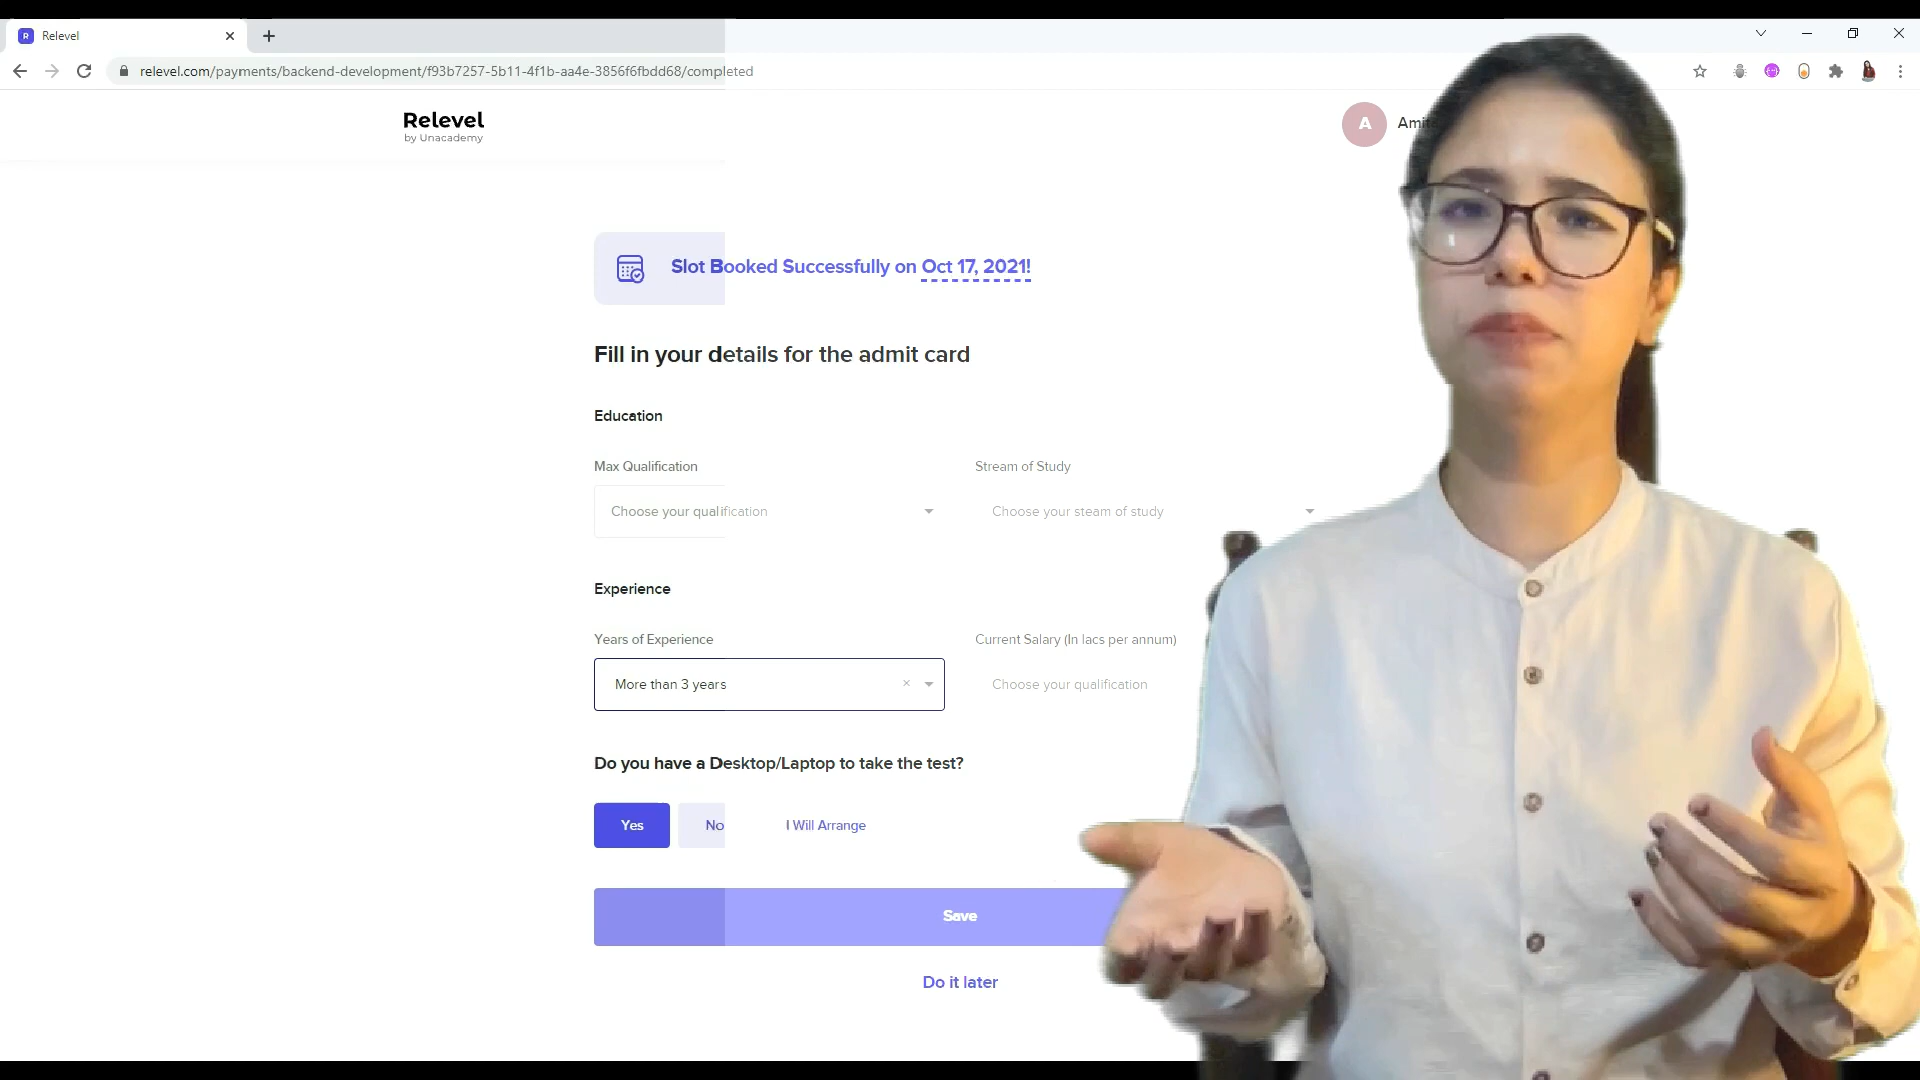 Relevel
relevel.com/payments/backend-development/f93b7257-5b11-4f1b-aa4e-3856f6fbdd68/completed
Relevel
by Unacademy
A
Slot Booked Successfully on Oct 17, 2021!
Fill in your details for the admit card
Education
Max Qualification
Stream of Study
Choose your qualification
Choose your steam of study
Experience
Years of Experience
Current Salary (In lacs per annum)
More than 3 years
Choose your qualification
Do you have a Desktop/Laptop to take the test?
Yes
No
I Will Arrange
Save
Do it later